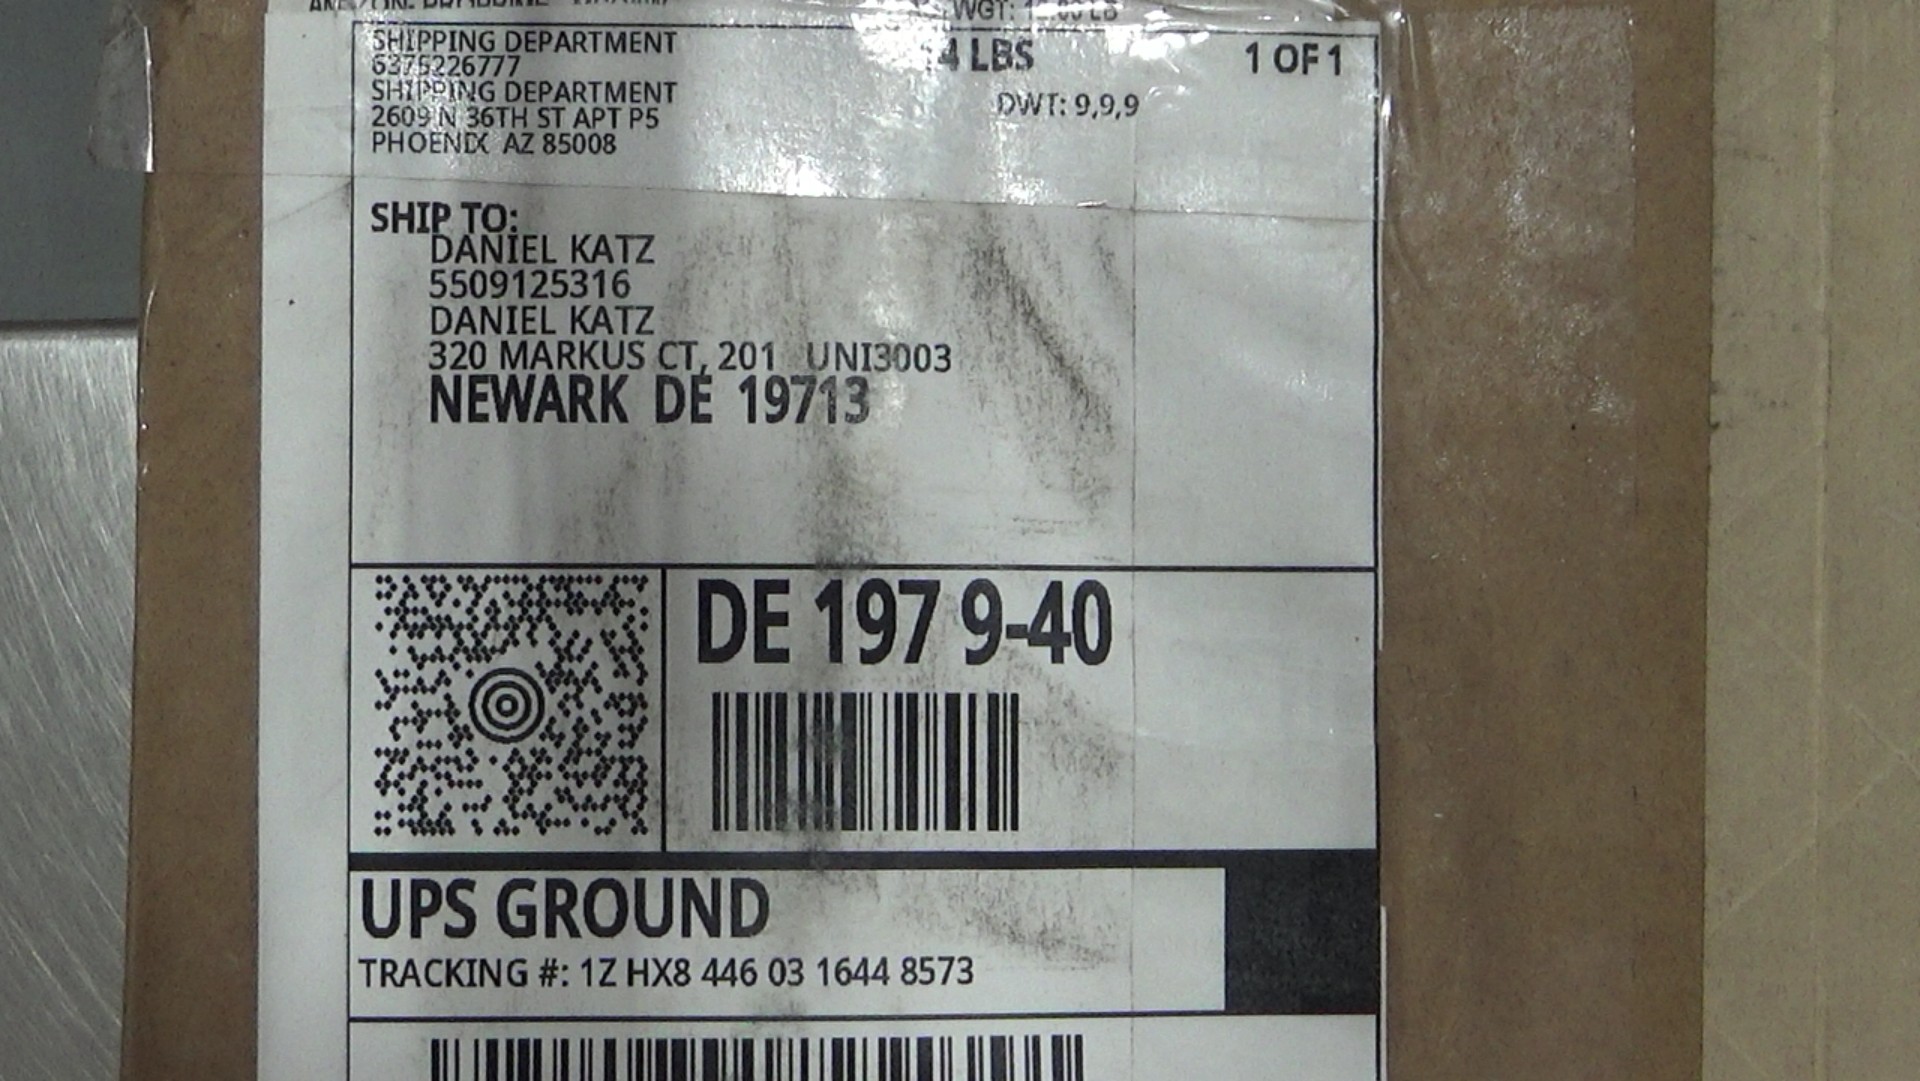 SHIPPING DEPARTMENT
6375226777
SHIPPING DEPARTMENT
2609 N 36TH ST APT P5
PHOENIX AZ 85008
4 LBS
1 OF 1
DWT: 9,9,9
SHIP TO:
DANIEL KATZ
5509125316
DANIEL KATZ
320 MARKUS CT, 201 UNI3003
NEWARK DE 19713
DE 197 9-40
UPS GROUND
TRACKING #: 1Z HX8 446 03 1644 8573